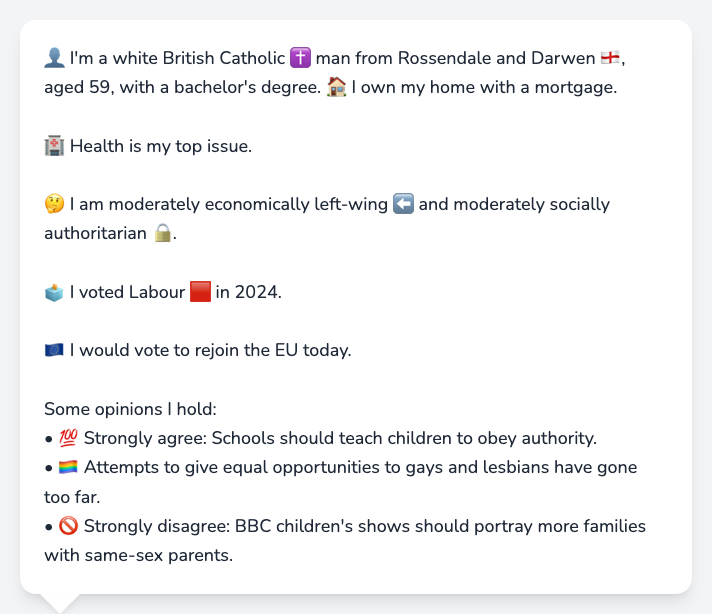 👤 I'm a white British Catholic ✝️ man from Rossendale and Darwen 🏴󠁧󠁢󠁥󠁮󠁧󠁿,
aged 59, with a bachelor's degree. 🏠 I own my home with a mortgage.
🏥 Health is my top issue.
🤔 I am moderately economically left-wing ⬅️ and moderately socially
authoritarian 🔒.
🗳️ I voted Labour 🟥 in 2024.
🇪🇺 I would vote to rejoin the EU today.
Some opinions I hold:
• 💯 Strongly agree: Schools should teach children to obey authority.
• 🏳️‍🌈 Attempts to give equal opportunities to gays and lesbians have gone
too far.
• 🚫 Strongly disagree: BBC children's shows should portray more families
with same-sex parents.